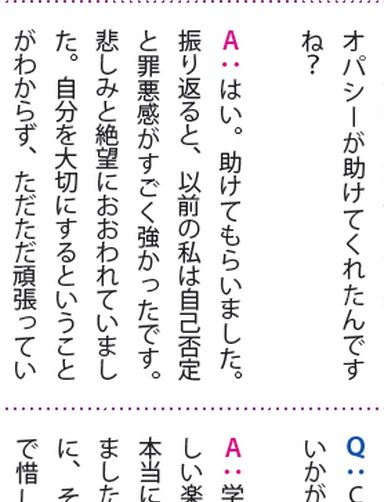 オパシーが助けてくれたんです
ね?
A:はい。助けてもらいました。
振り返ると、以前の私は自己否定
と罪悪感がすごく強かったです。
悲しみと絶望におおわれていまし
た。自分を大切にするということ
がわからず、ただただ頑張ってい
Q:C
いかが
A:学
しい楽
本当に
ました
に、そ
で惜し